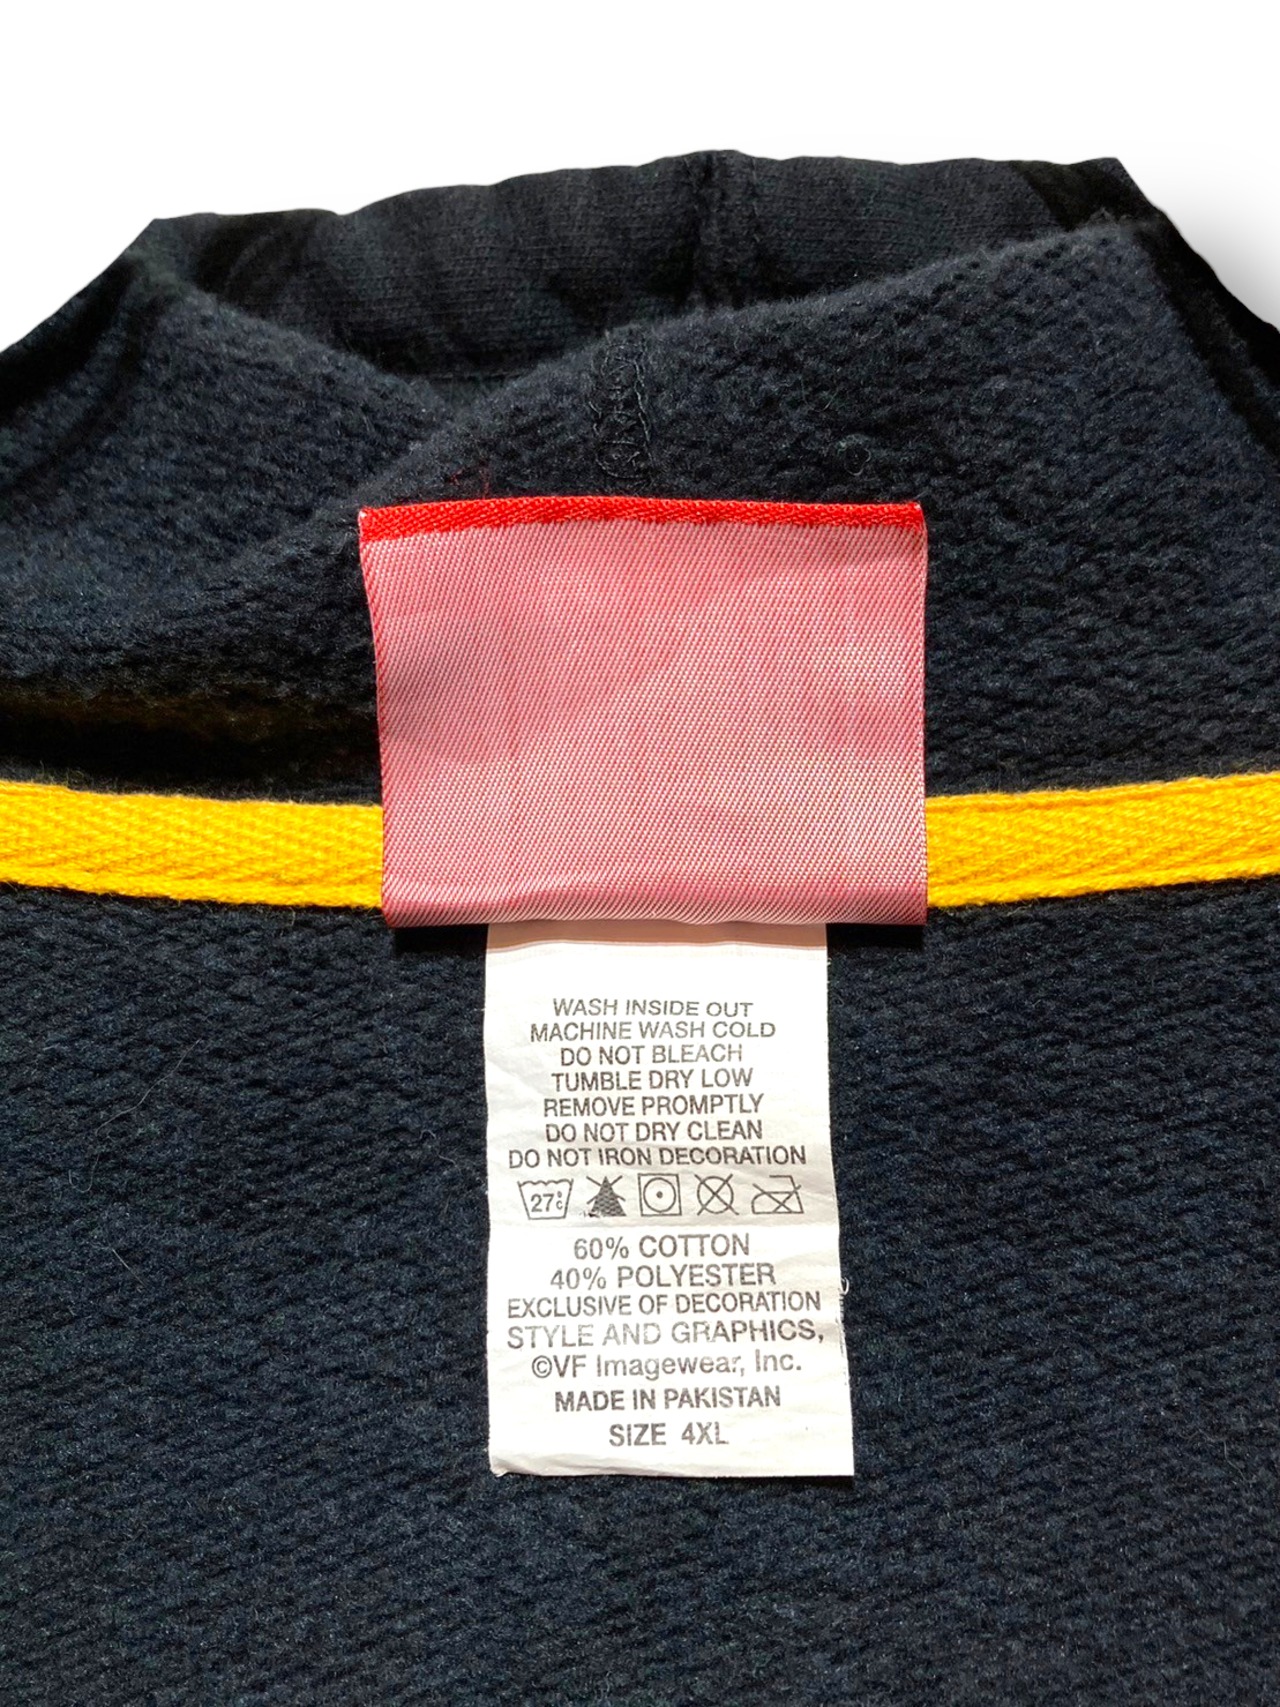 WASH INSIDE OUT
MACHINE WASH COLD
DO NOT BLEACH
TUMBLE DRY LOW
REMOVE PROMPTLY
DO NOT DRY CLEAN
DO NOT IRON DECORATION
27°C
60% COTTON
40% POLYESTER
EXCLUSIVE OF DECORATION
STYLE AND GRAPHICS,
©VF Imagewear, Inc.
MADE IN PAKISTAN
SIZE 4XL